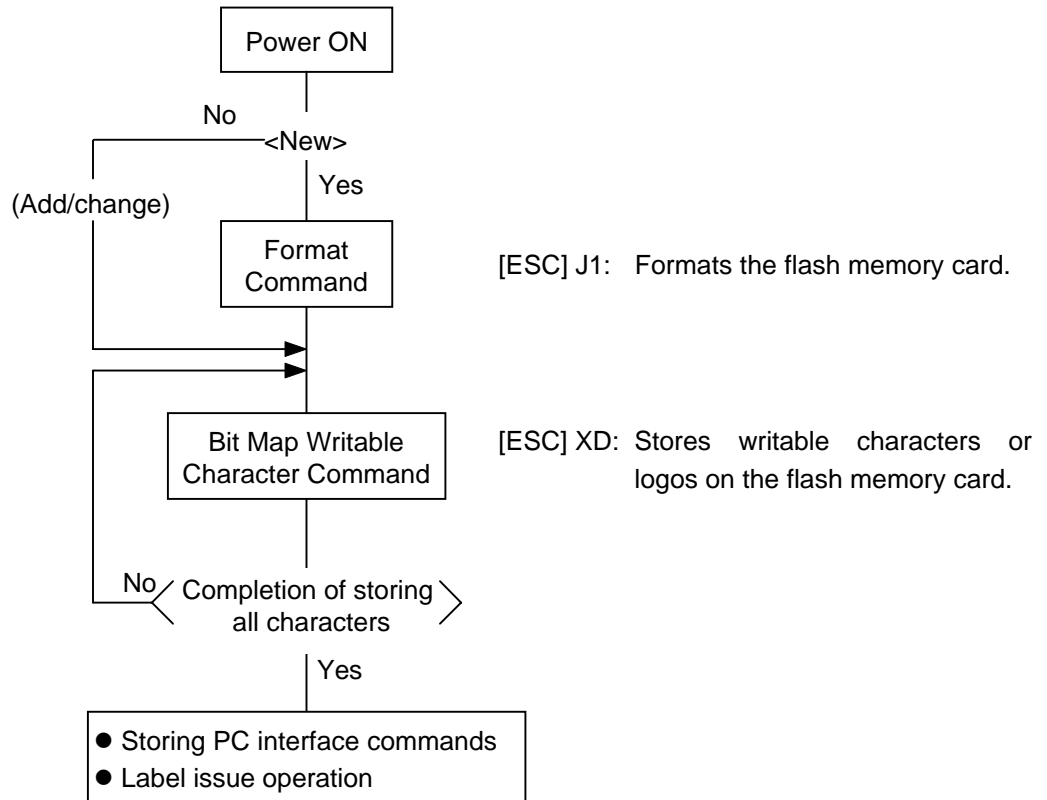 Power ON
No
<New>
Yes
(Add/change)
Format
Command
[ESC] J1: Formats the flash memory card.
Bit Map Writable
Character Command
[ESC] XD: Stores writable characters or
logos on the flash memory card.
No
Completion of storing
all characters
Yes
● Storing PC interface commands
● Label issue operation